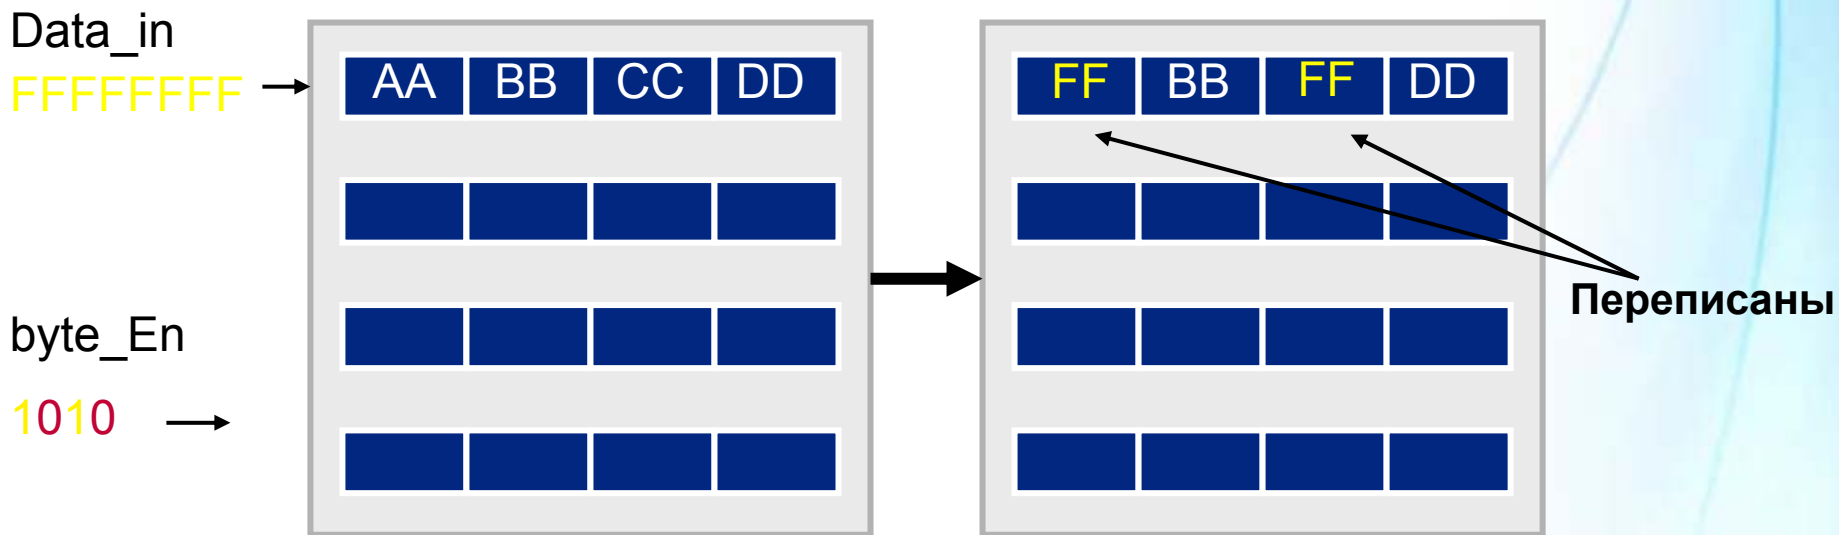 Data_in
FFFFFFFF
AA BB CC DD
FF BB FF DD
Переписаны
byte_En
1010